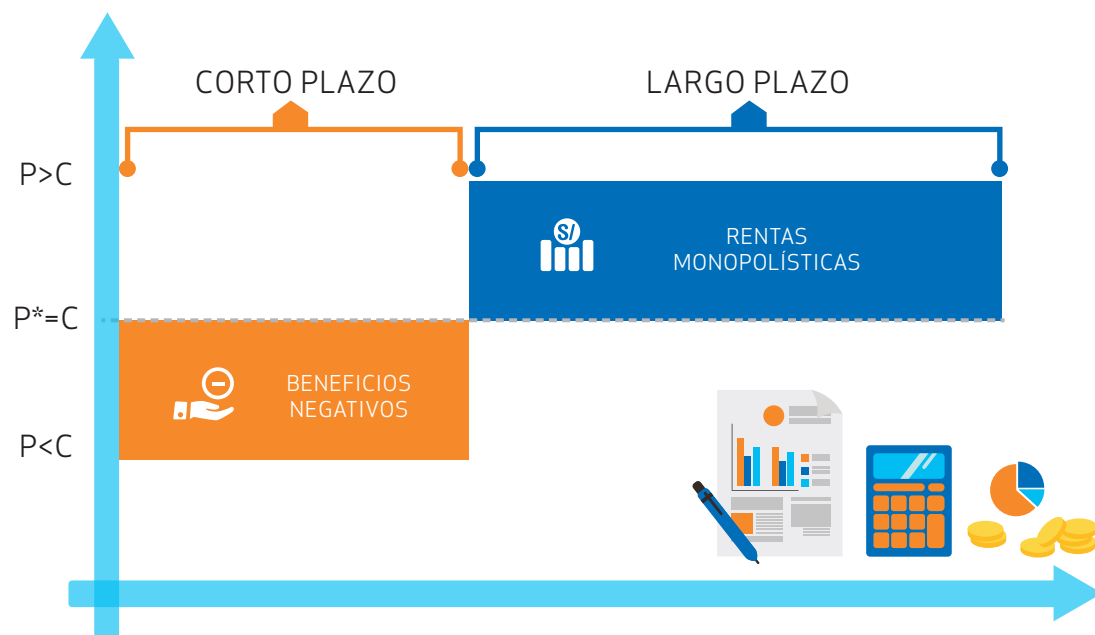 CORTO PLAZO
LARGO PLAZO
P>C
S/
RENTAS
MONOPOLÍSTICAS
P*=C
BENEFICIOS
NEGATIVOS
P<C